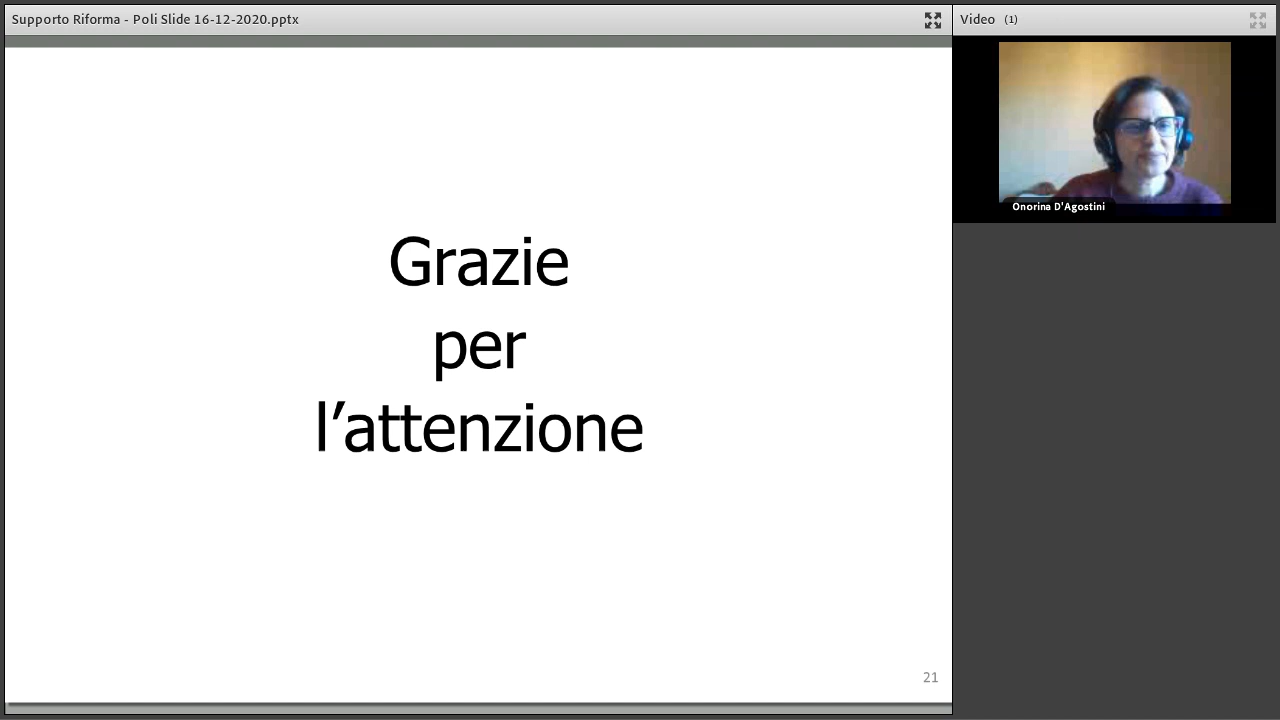 Supporto Riforma - Poli Slide 16-12-2020.pptx
Video (1)
Onorina D'Agostini
Grazie
per
l’attenzione
21